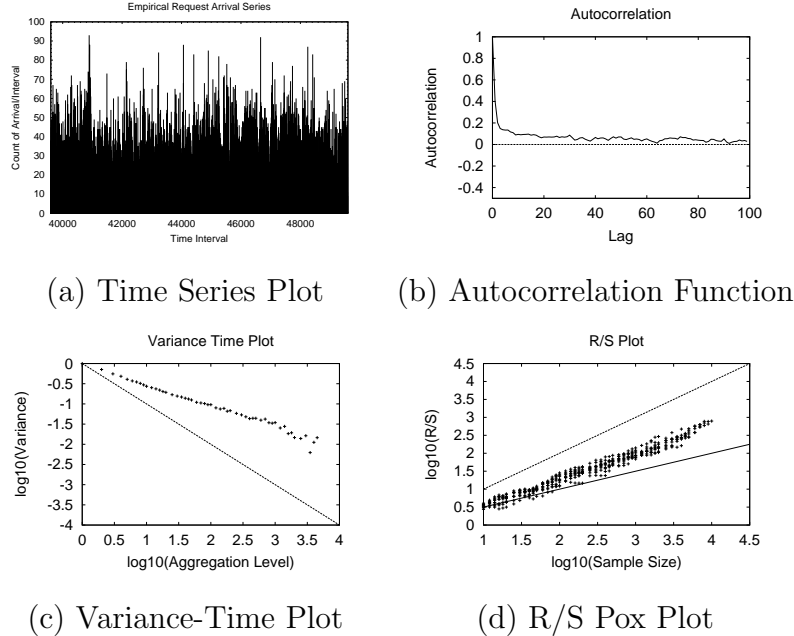 Empirical Request Arrival Series
100
90
80
70
60
50
40
30
20
10
0
Count of Arrival/Interval
40000 42000 44000 46000 48000
Time Interval
(a) Time Series Plot
Autocorrelation
1
0.8
0.6
0.4
0.2
0
-0.2
-0.4
Autocorrelation
0 20 40 60 80 100
Lag
(b) Autocorrelation Function
Variance Time Plot
0
-0.5
-1
-1.5
-2
-2.5
-3
-3.5
-4
log10(Variance)
0 0.5 1 1.5 2 2.5 3 3.5 4
log10(Aggregation Level)
(c) Variance-Time Plot
R/S Plot
4.5
4
3.5
3
2.5
2
1.5
1
0.5
0
log10(R/S)
1 1.5 2 2.5 3 3.5 4 4.5
log10(Sample Size)
(d) R/S Pox Plot